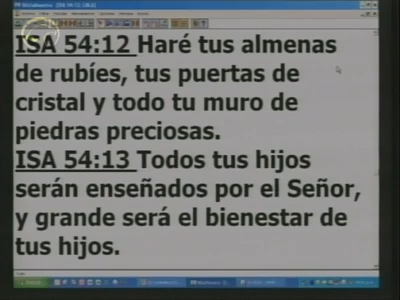 ISA 54:12 Haré tus almenas
de rubíes, tus puertas de
cristal y todo tu muro de
piedras preciosas.
ISA 54:13 Todos tus hijos
serán enseñados por el Señor,
y grande será el bienestar de
tus hijos.